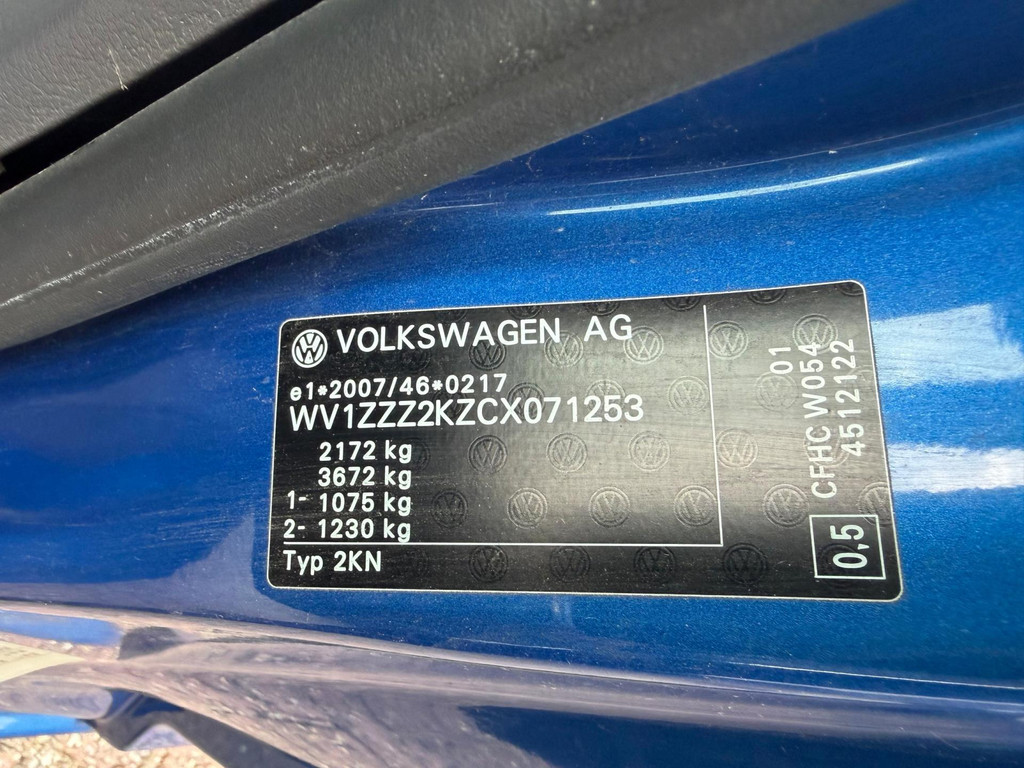 VOLKSWAGEN AG
e1*2007/46*0217
WV1ZZZ2KZCX071253
2172 kg
3672 kg
1- 1075 kg
2- 1230 kg
Typ 2KN
01
CFHC W054
4512122
0,5